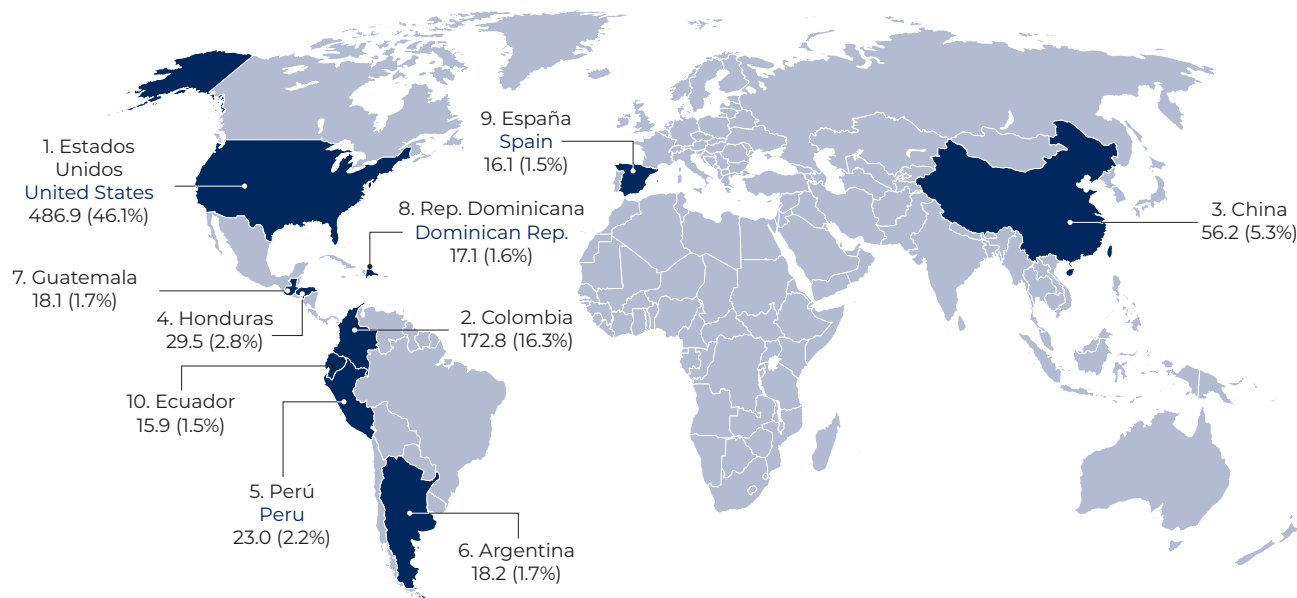 1. Estados
Unidos
United States
486.9 (46.1%)
9. España
Spain
16.1 (1.5%)
8. Rep. Dominicana
Dominican Rep.
17.1 (1.6%)
3. China
56.2 (5.3%)
7. Guatemala
18.1 (1.7%)
4. Honduras
29.5 (2.8%)
2. Colombia
172.8 (16.3%)
10. Ecuador
15.9 (1.5%)
5. Perú
Peru
23.0 (2.2%)
6. Argentina
18.2 (1.7%)